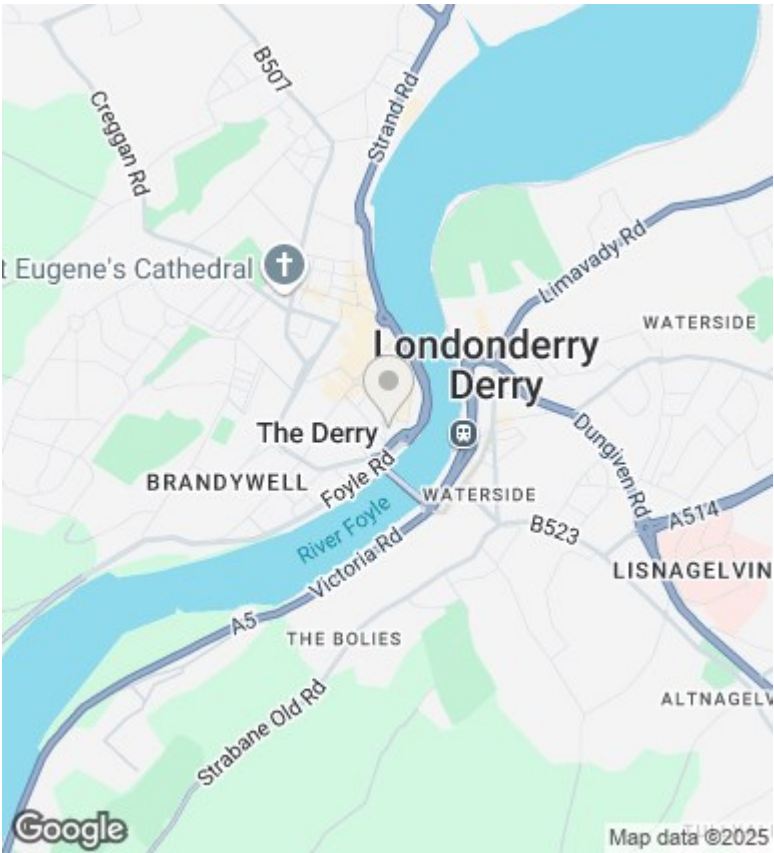 B507
Creggan Rd
Strand Rd
t Eugene's Cathedral
Limavady Rd
WATERSIDE
Londonderry
Derry
The Derry
Dungiven Rd
BRANDYWELL
Foyle Rd
WATERSIDE
River Foyle
A514
B523
Victoria Rd
LISNAGELVIN
A5
THE BOLIES
Strabane Old Rd
ALTNAGELV
Google
Map data ©2025